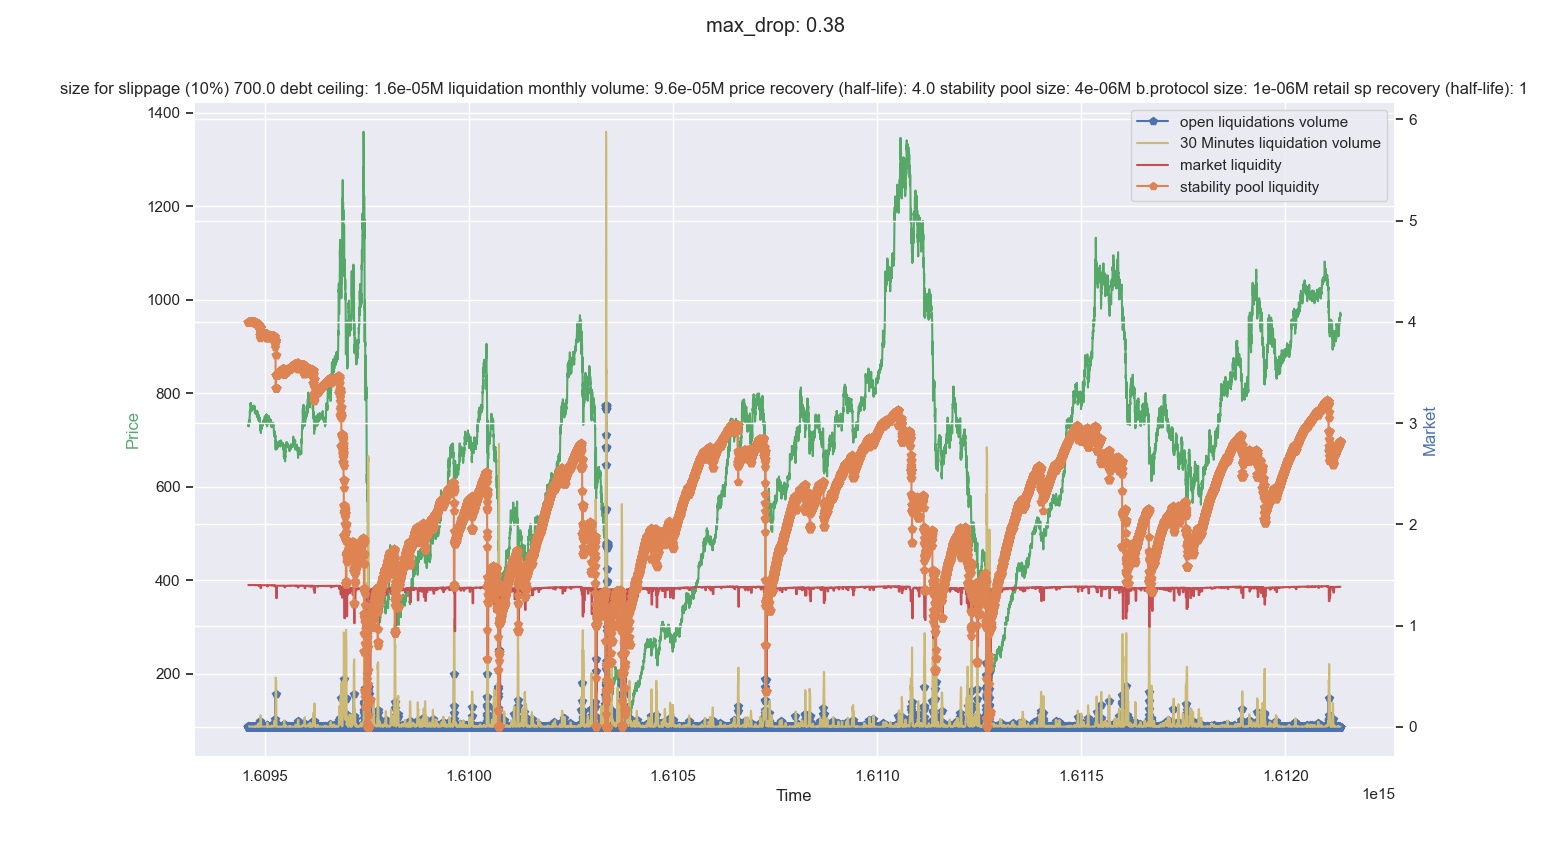 max_drop: 0.38
size for slippage (10%) 700.0 debt ceiling: 1.6e-05M liquidation monthly volume: 9.6e-05M price recovery (half-life): 4.0 stability pool size: 4e-06M b.protocol size: 1e-06M retail sp recovery (half-life): 1
1400
1200
1000
800
600
400
200
Price
open liquidations volume
30 Minutes liquidation volume
market liquidity
stability pool liquidity
6
5
4
3
2
1
0
Market
1.6095
1.6100
1.6105
1.6110
1.6115
1.6120
Time
1e15